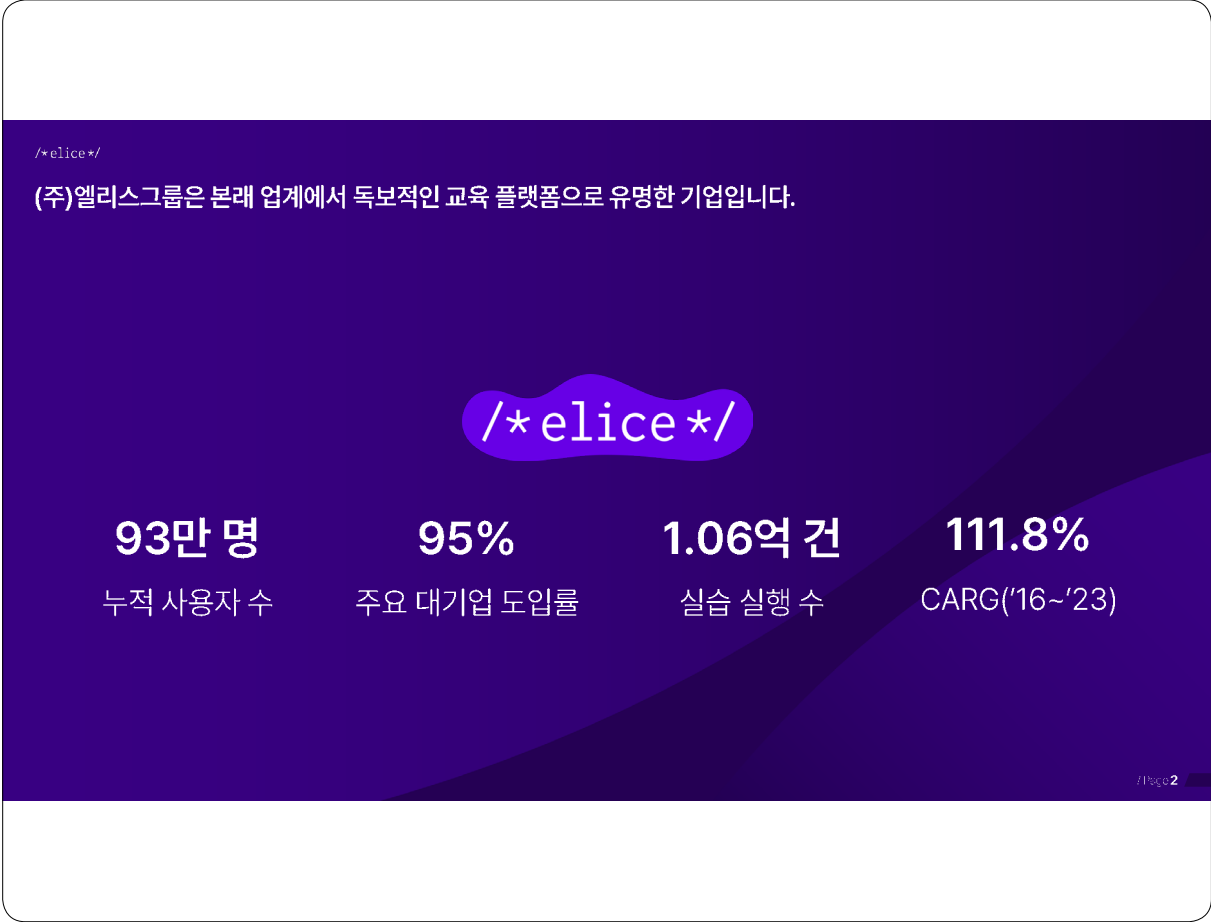 /*elice*/
(주)엘리스그룹은 본래 업계에서 독보적인 교육 플랫폼으로 유명한 기업입니다.
/*elice*/
93만 명
누적 사용자 수
95%
주요 대기업 도입률
1.06억 건
실습 실행 수
111.8%
CARG('16~'23)
/Page 2